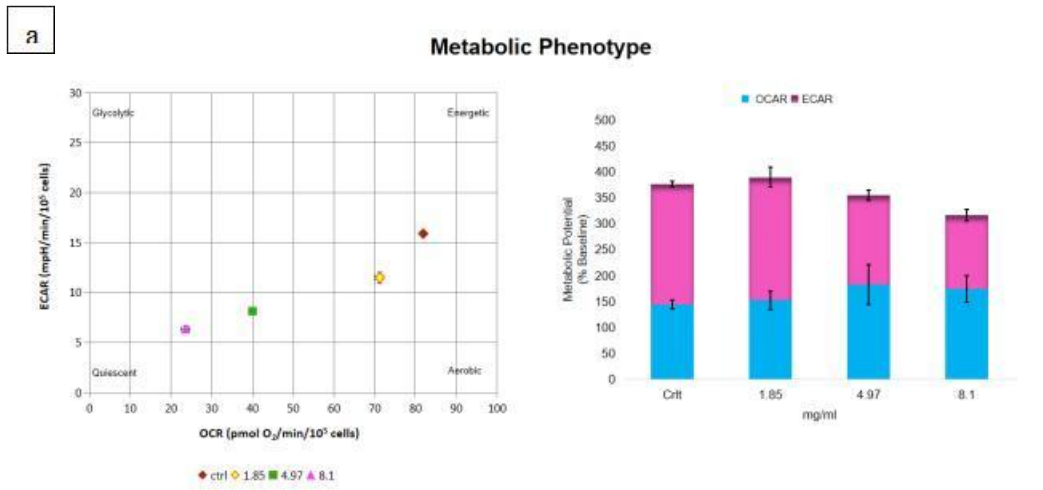 a
Metabolic Phenotype
30
25
20
15
10
5
0
ECAR (mpH/min/10⁵ cells)
Glycolytic
Energetic
Quiescent
Aerobic
0 10 20 30 40 50 60 70 80 90 100
OCR (pmol O₂/min/10⁵ cells)
ctrl 1.85 4.97 8.1
OCAR ECAR
500
450
400
350
300
250
200
150
100
50
0
Metabolic Potential
(% Baseline)
Crlt 1.85 4.97 8.1
mg/ml